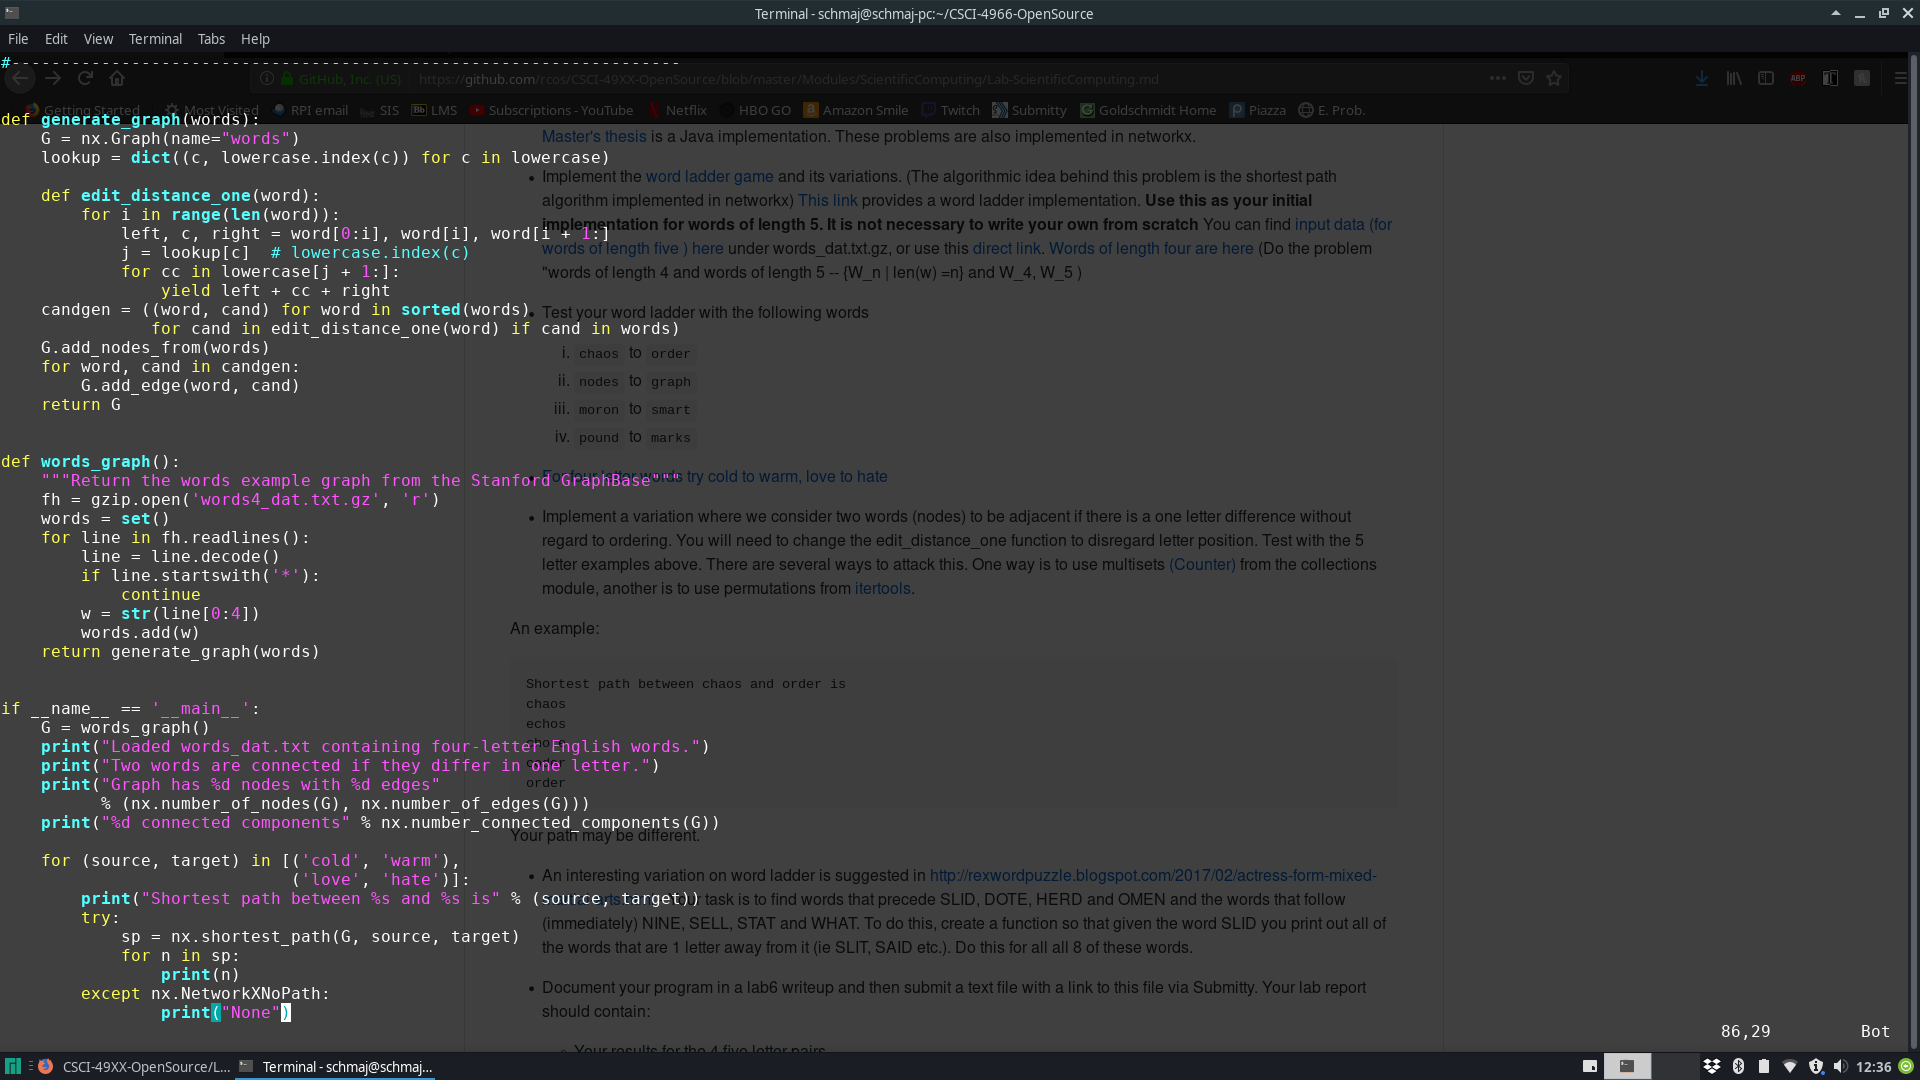 Terminal - schmaj@schmaj-pc:~/CSCI-4966-OpenSource
File Edit View Terminal Tabs Help
#-------------------------------------------------------------------
GitHub, Inc. (US) https://github.com/rcos/CSCI-49XX-OpenSource/blob/master/Modules/ScientificComputing/Lab-ScientificComputing.md
Getting Started Most Visited RPI email SIS LMS Subscriptions - YouTube Netflix HBO GO Amazon Smile Twitch Submitty Goldschmidt Home Piazza E. Prob.
def generate_graph(words):
    G = nx.Graph(name="words")
    lookup = dict((c, lowercase.index(c)) for c in lowercase)
    def edit_distance_one(word):
        for i in range(len(word)):
            left, c, right = word[0:i], word[i], word[i + 1:]
            j = lookup[c]  # lowercase.index(c)
            for cc in lowercase[j + 1:]:
                yield left + cc + right
    candgen = ((word, cand) for word in sorted(words)
               for cand in edit_distance_one(word) if cand in words)
    G.add_nodes_from(words)
    for word, cand in candgen:
        G.add_edge(word, cand)
    return G
def words_graph():
    """Return the words example graph from the Stanford GraphBase"""
    fh = gzip.open('words4_dat.txt.gz', 'r')
    words = set()
    for line in fh.readlines():
        line = line.decode()
        if line.startswith('*'):
            continue
        w = str(line[0:4])
        words.add(w)
    return generate_graph(words)
if __name__ == '__main__':
    G = words_graph()
    print("Loaded words_dat.txt containing four-letter English words.")
    print("Two words are connected if they differ in one letter.")
    print("Graph has %d nodes with %d edges"
          % (nx.number_of_nodes(G), nx.number_of_edges(G)))
    print("%d connected components" % nx.number_connected_components(G))
    for (source, target) in [('cold', 'warm'),
                             ('love', 'hate')]:
        print("Shortest path between %s and %s is" % (source, target))
        try:
            sp = nx.shortest_path(G, source, target)
            for n in sp:
                print(n)
        except nx.NetworkXNoPath:
                print("None")
86,29 Bot
Master's thesis is a Java implementation. These problems are also implemented in networkx.
Implement the word ladder game and its variations. (The algorithmic idea behind this problem is the shortest path
algorithm implemented in networkx) This link provides a word ladder implementation. Use this as your initial
implementation for words of length 5. It is not necessary to write your own from scratch You can find input data (for
words of length five ) here under words_dat.txt.gz, or use this direct link. Words of length four are here (Do the problem
"words of length 4 and words of length 5 -- {W_n | len(w) =n} and W_4, W_5 )
Test your word ladder with the following words
i. chaos to order
ii. nodes to graph
iii. moron to smart
iv. pound to marks
For four letter words try cold to warm, love to hate
Implement a variation where we consider two words (nodes) to be adjacent if there is a one letter difference without
regard to ordering. You will need to change the edit_distance_one function to disregard letter position. Test with the 5
letter examples above. There are several ways to attack this. One way is to use multisets (Counter) from the collections
module, another is to use permutations from itertools.
An example:
Shortest path between chaos and order is
chaos
echos
order
Your path may be different.
An interesting variation on word ladder is suggested in http://rexwordpuzzle.blogspot.com/2017/02/actress-form-mixed-
task is to find words that precede SLID, DOTE, HERD and OMEN and the words that follow
(immediately) NINE, SELL, STAT and WHAT. To do this, create a function so that given the word SLID you print out all of
the words that are 1 letter away from it (ie SLIT, SAID etc.). Do this for all all 8 of these words.
Document your program in a lab6 writeup and then submit a text file with a link to this file via Submitty. Your lab report
should contain:
Your results for the 4 five letter pairs
CSCI-49XX-OpenSource/L... Terminal - schmaj@schmaj... 12:36